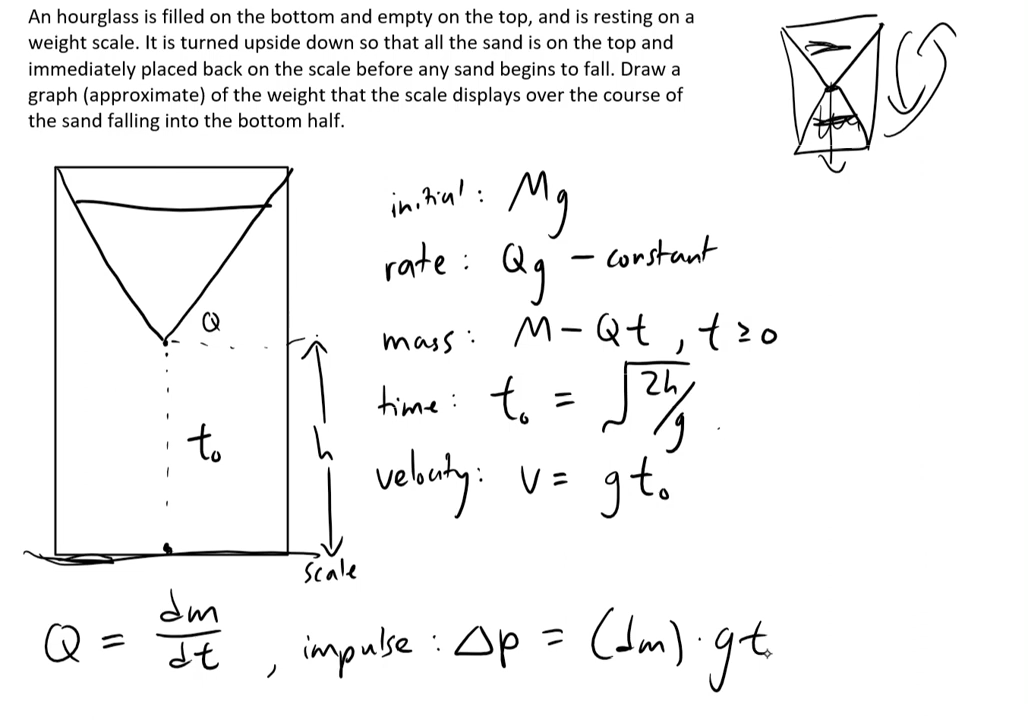 An hourglass is filled on the bottom and empty on the top, and is resting on a
weight scale. It is turned upside down so that all the sand is on the top and
immediately placed back on the scale before any sand begins to fall. Draw a
graph (approximate) of the weight that the scale displays over the course of
the sand falling into the bottom half.
initial : Mg
rate : Qg - constant
Q
mass : M - Qt , t ≥ 0
time : t₀ = √2h/g
t₀
h
velocity : v = gt₀
scale
Q = dm/dt , impulse : Δp = (dm) · gt